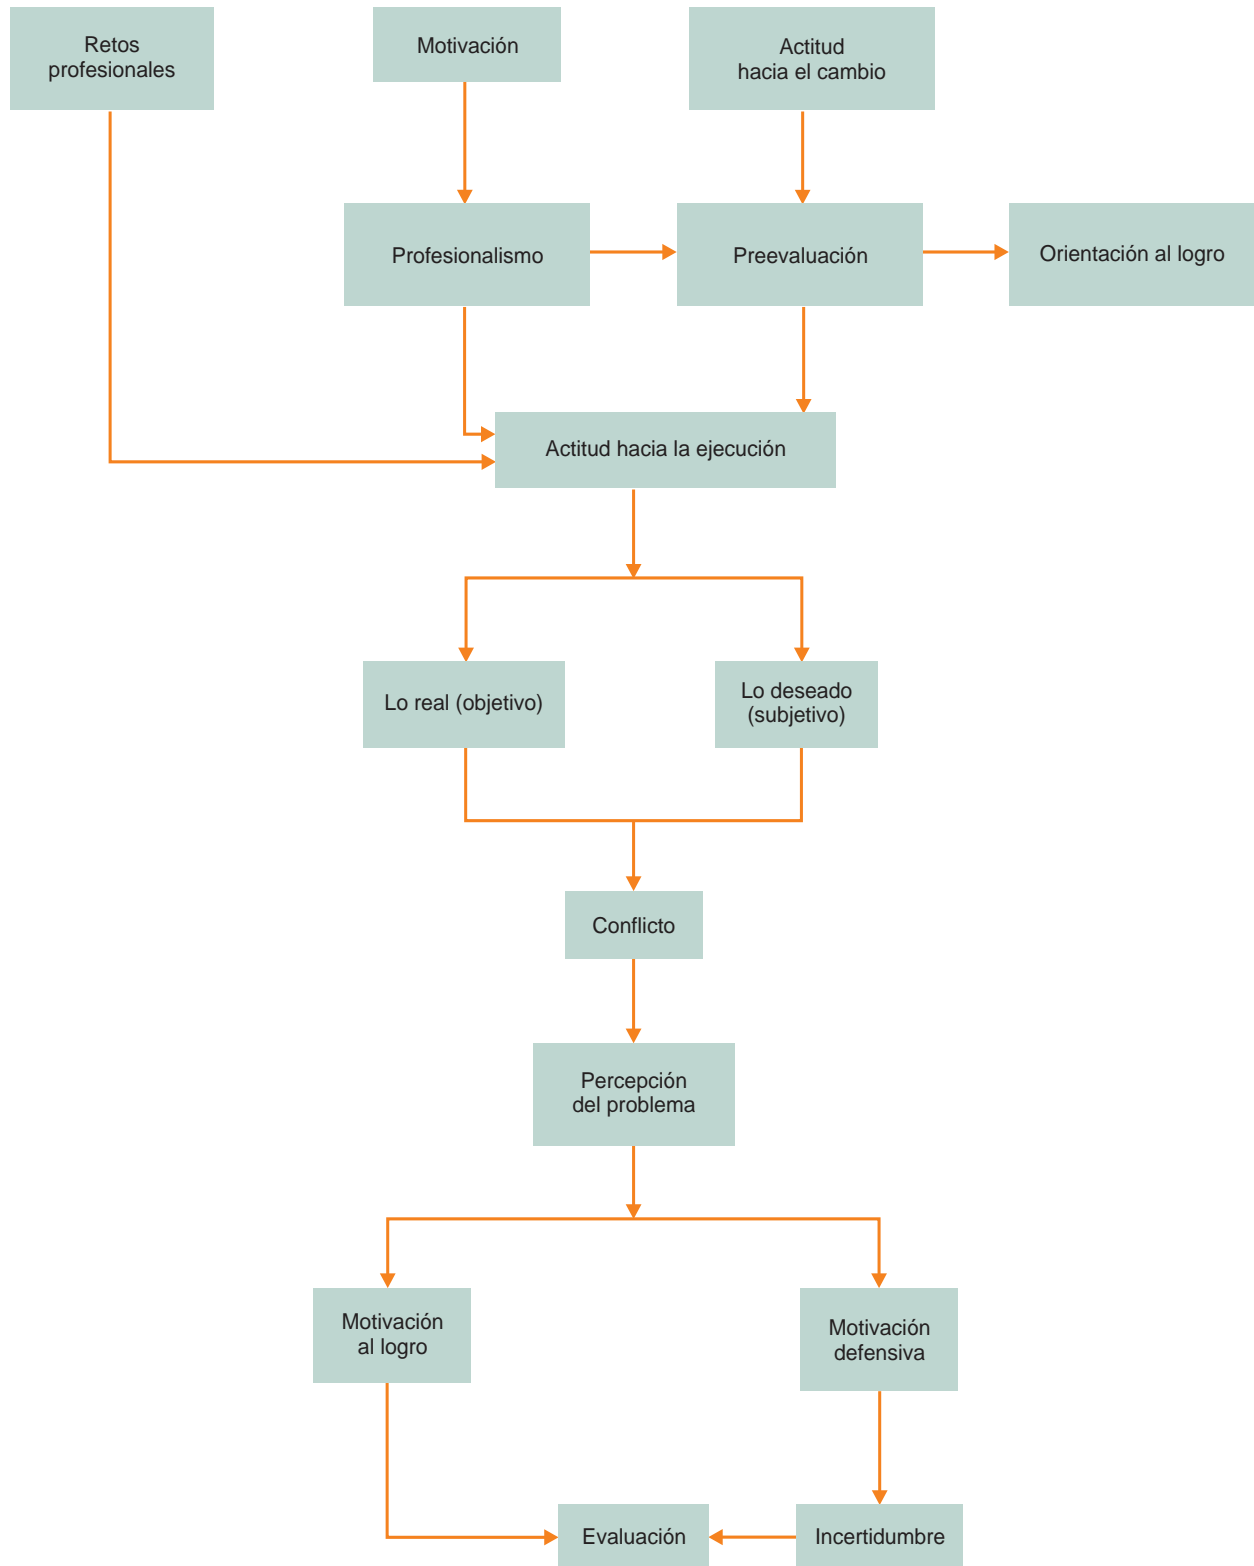 Retos
profesionales
Motivación
Actitud
hacia el cambio
Profesionalismo
Preevaluación
Orientación al logro
Actitud hacia la ejecución
Lo real (objetivo)
Lo deseado
(subjetivo)
Conflicto
Percepción
del problema
Motivación
al logro
Motivación
defensiva
Evaluación
Incertidumbre